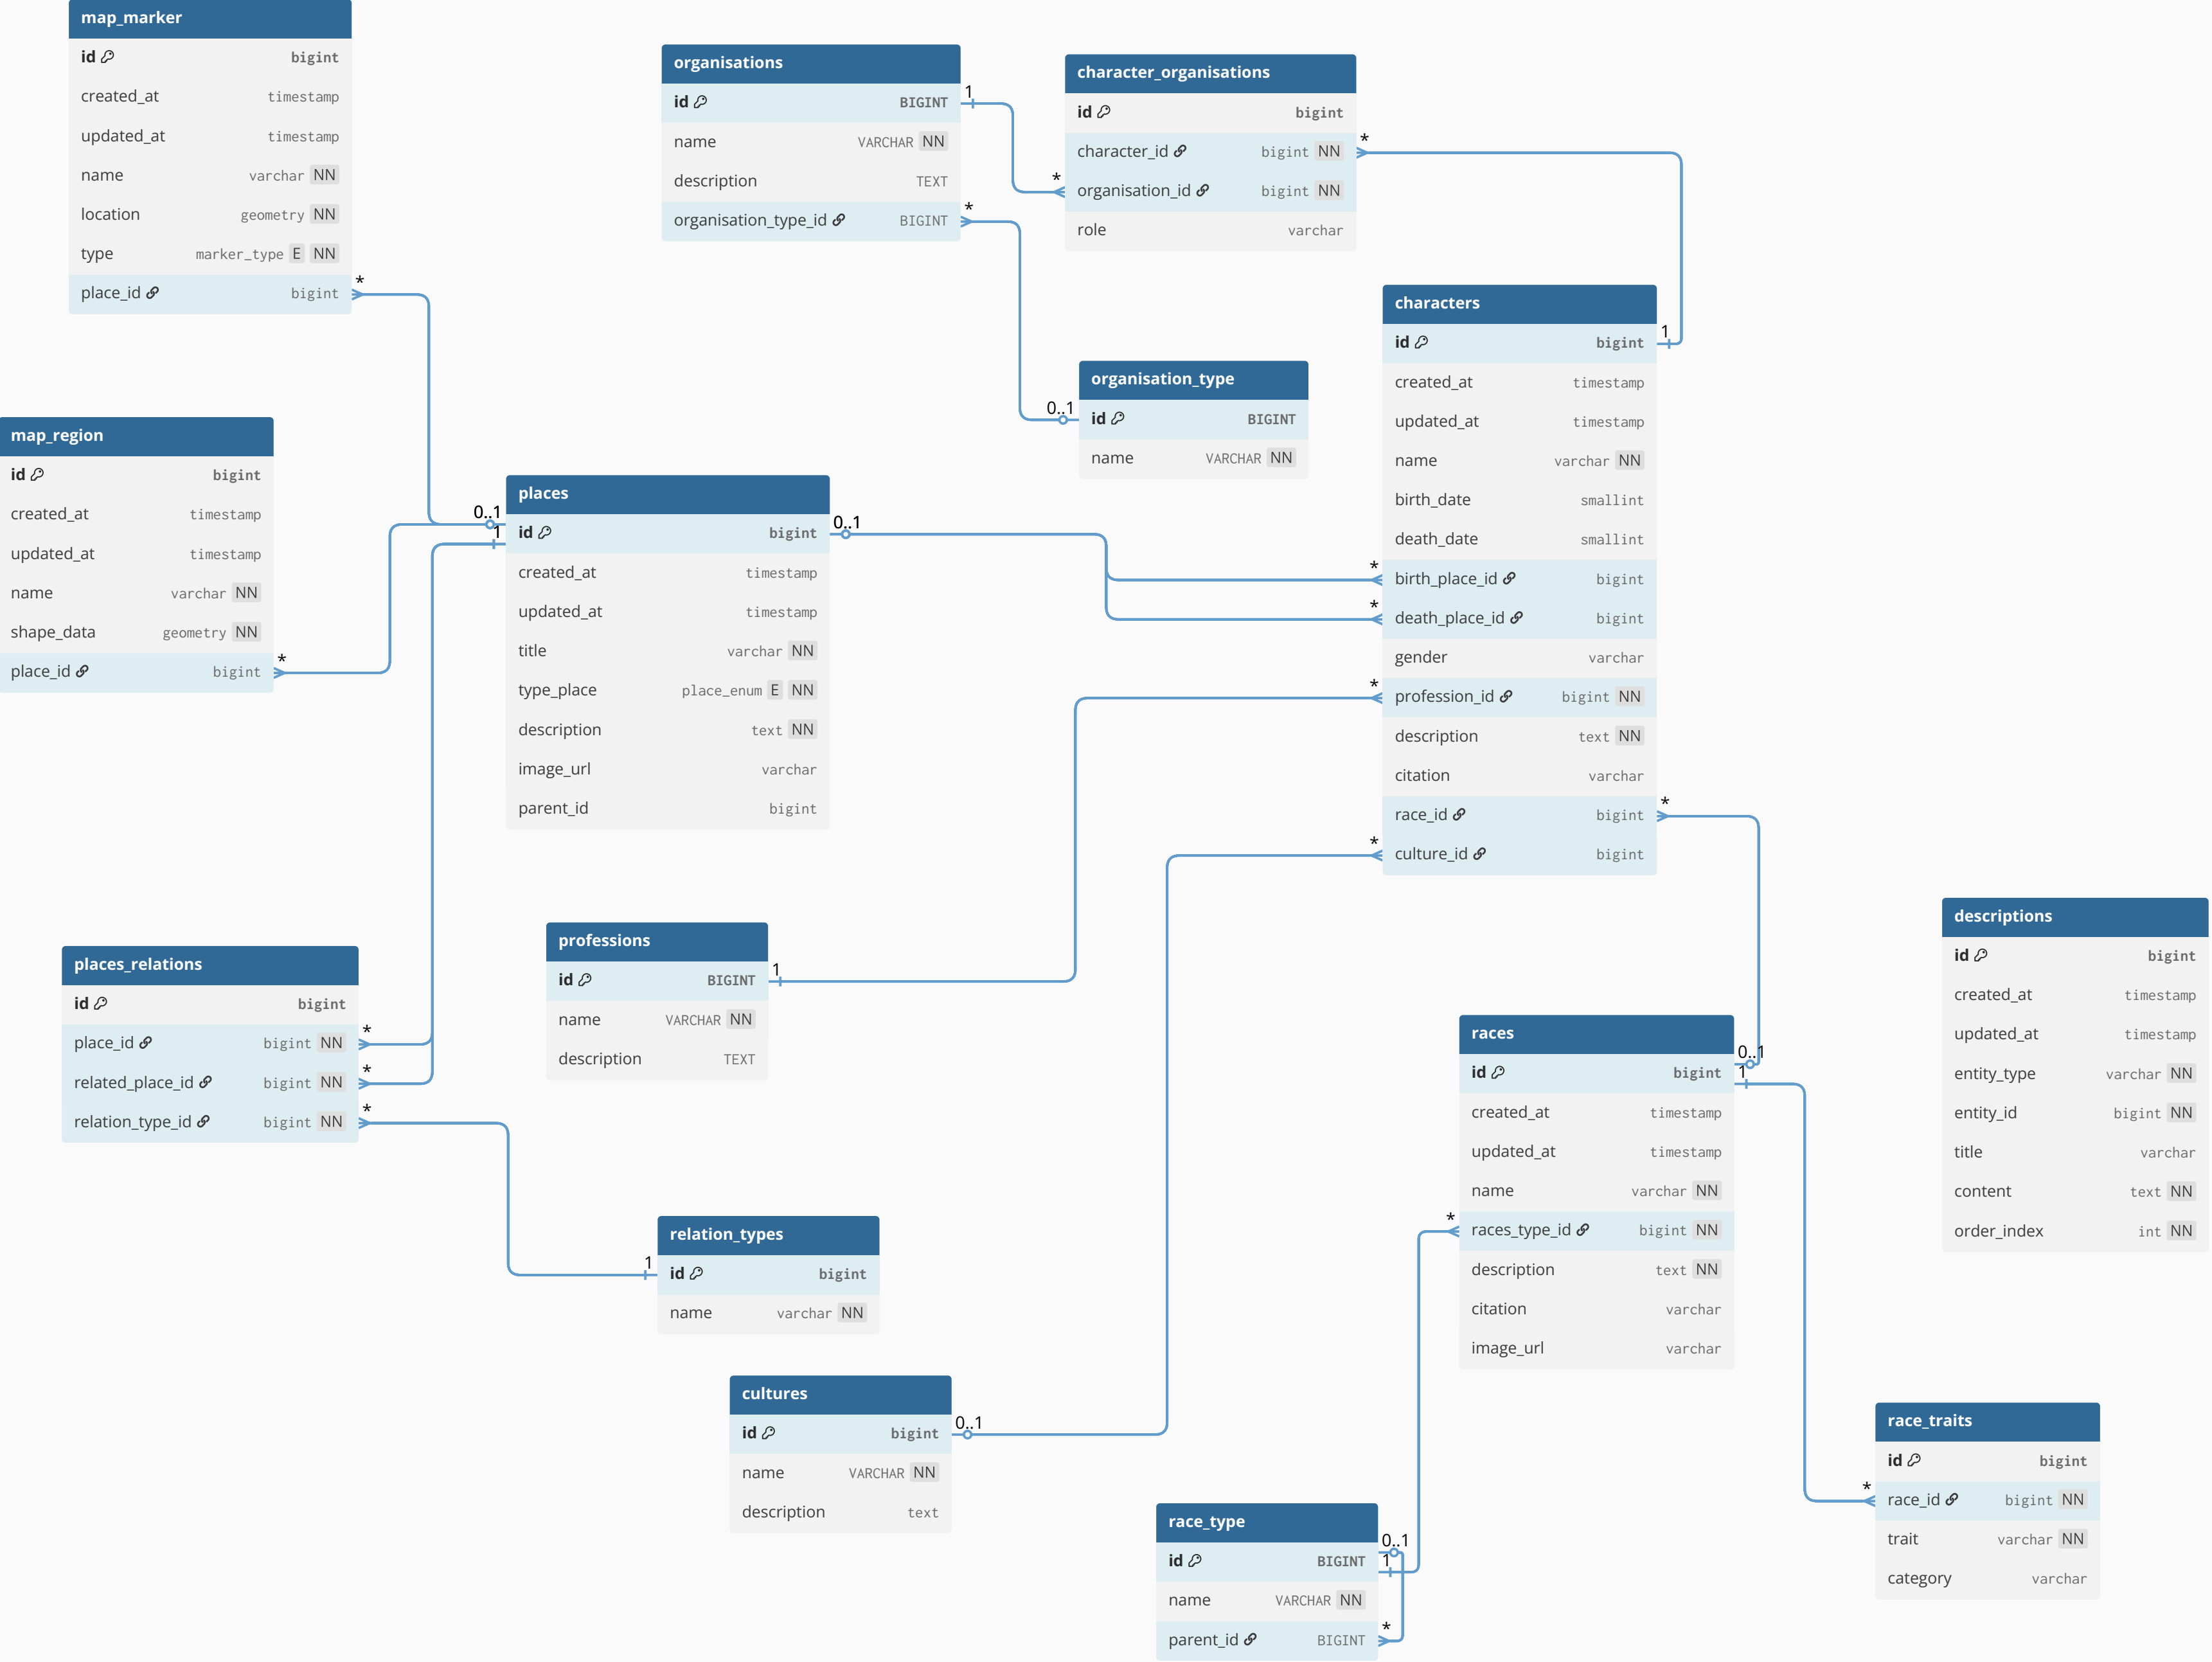 map_marker
id bigint
created_at timestamp
updated_at timestamp
name varchar NN
location geometry NN
type marker_type E NN
place_id bigint
*
organisations
id BIGINT
1
name VARCHAR NN
description TEXT
organisation_type_id BIGINT
*
character_organisations
id bigint
character_id bigint NN
*
*
organisation_id bigint NN
role varchar
organisation_type
0..1
id BIGINT
name VARCHAR NN
characters
id bigint
1
created_at timestamp
updated_at timestamp
name varchar NN
birth_date smallint
death_date smallint
*
birth_place_id bigint
*
death_place_id bigint
gender varchar
*
profession_id bigint NN
description text NN
citation varchar
race_id bigint
*
*
culture_id bigint
map_region
id bigint
created_at timestamp
updated_at timestamp
name varchar NN
shape_data geometry NN
place_id bigint
*
places
0..1
1
id bigint
0..1
created_at timestamp
updated_at timestamp
title varchar NN
type_place place_enum E NN
description text NN
image_url varchar
parent_id bigint
professions
id BIGINT
1
name VARCHAR NN
description TEXT
places_relations
id bigint
place_id bigint NN
*
related_place_id bigint NN
*
relation_type_id bigint NN
*
relation_types
1
id bigint
name varchar NN
cultures
id bigint
0..1
name VARCHAR NN
description text
descriptions
id bigint
created_at timestamp
updated_at timestamp
entity_type varchar NN
entity_id bigint NN
title varchar
content text NN
order_index int NN
races
0..1
id bigint
1
created_at timestamp
updated_at timestamp
name varchar NN
*
races_type_id bigint NN
description text NN
citation varchar
image_url varchar
race_traits
id bigint
*
race_id bigint NN
trait varchar NN
category varchar
race_type
0..1
id BIGINT
1
name VARCHAR NN
*
parent_id BIGINT